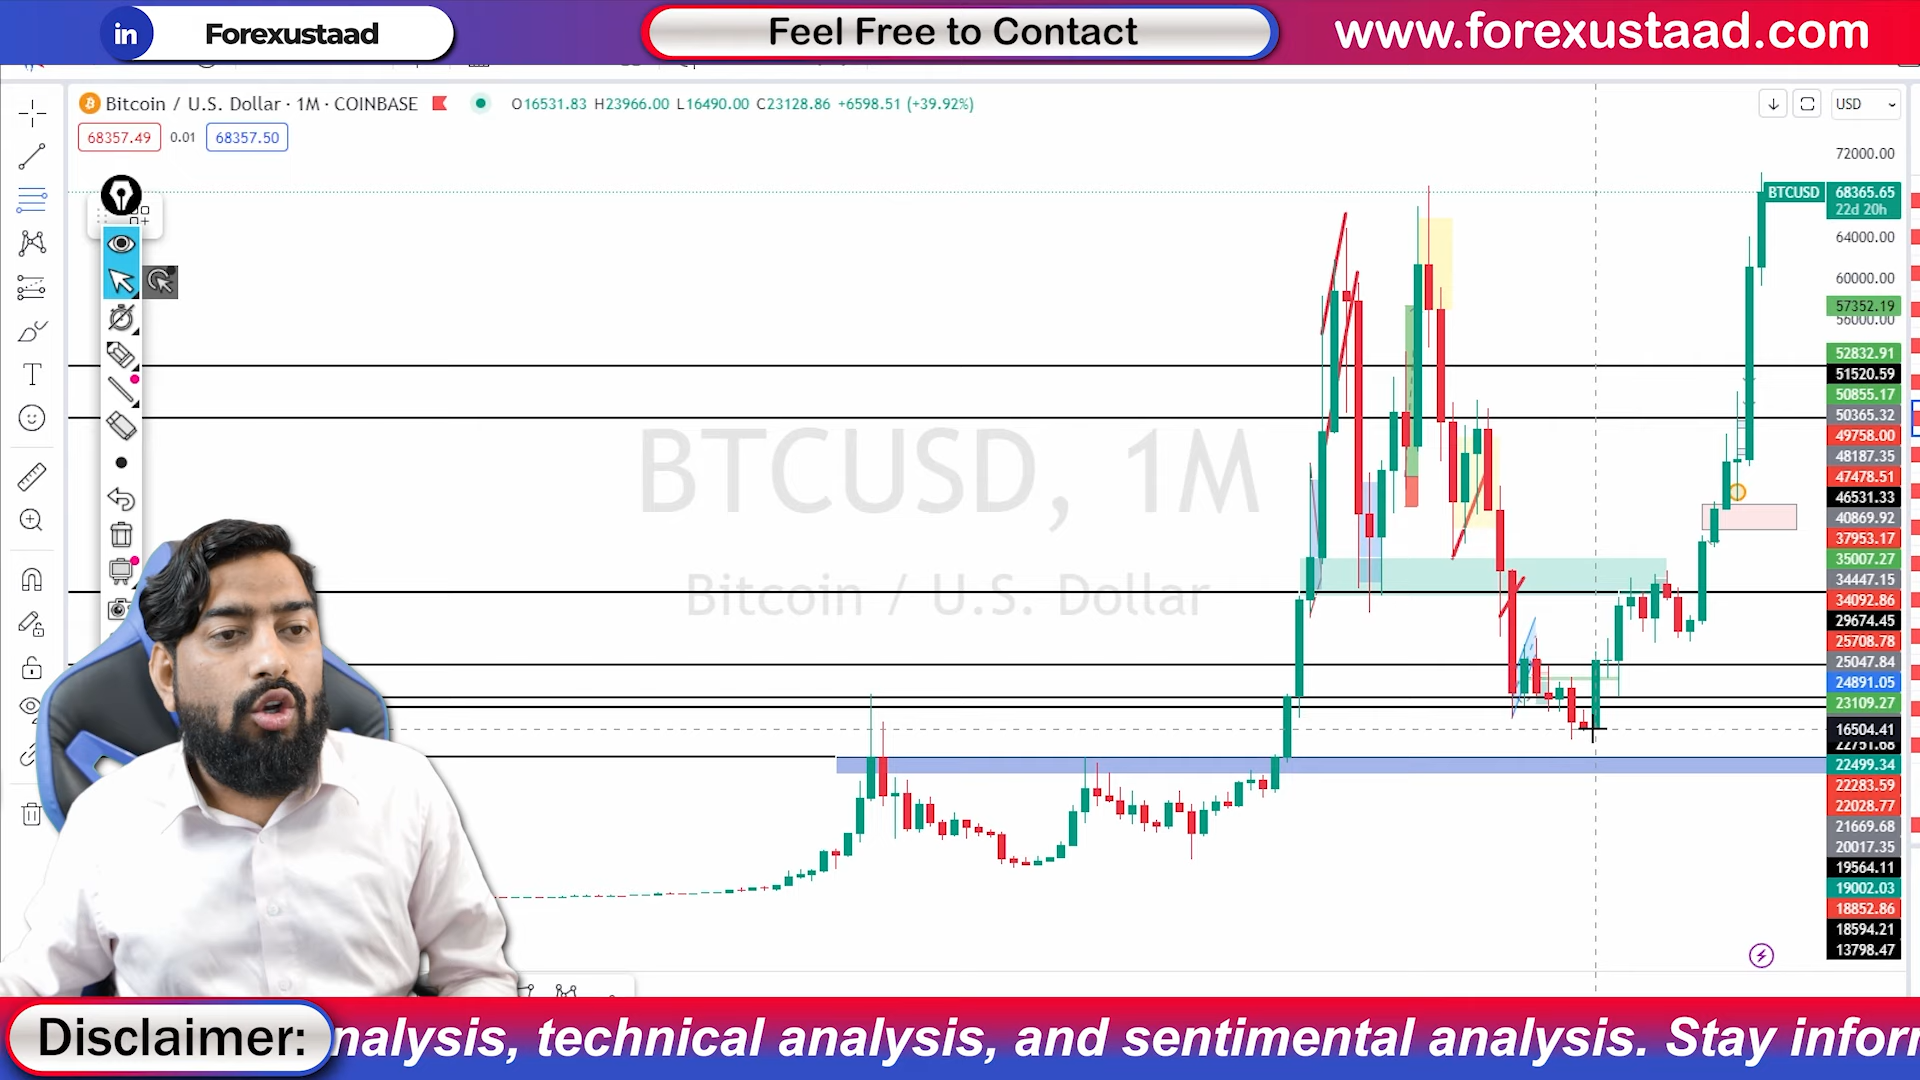 in Forexustaad
Feel Free to Contact
www.forexustaad.com
Bitcoin / U.S. Dollar · 1M · COINBASE
O16531.83 H23966.00 L16490.00 C23128.86 +6598.51 (+39.92%)
USD
68357.49 0.01 68357.50
72000.00
BTCUSD 68365.65
22d 20h
64000.00
60000.00
57352.19
56000.00
52832.91
51520.59
50855.17
50365.32
49758.00
48187.35
47478.51
46531.33
40869.92
37953.17
35007.27
34447.15
34092.86
29674.45
25708.78
25047.84
24891.05
23109.27
16504.41
22751.68
22499.34
22283.59
22028.77
21669.68
20017.35
19564.11
19002.03
18852.86
18594.21
13798.47
BTCUSD, 1M
Bitcoin / U.S. Dollar
Disclaimer:
nalysis, technical analysis, and sentimental analysis. Stay inforr